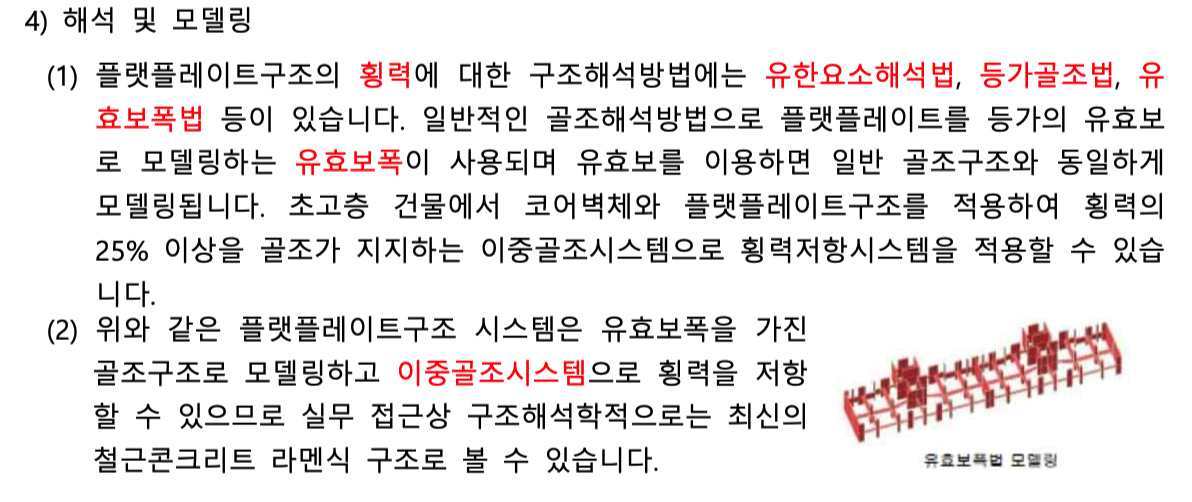 4) 해석 및 모델링
(1) 플랫플레이트구조의 횡력에 대한 구조해석방법에는 유한요소해석법, 등가골조법, 유
효보폭법 등이 있습니다. 일반적인 골조해석방법으로 플랫플레이트를 등가의 유효보
로 모델링하는 유효보폭이 사용되며 유효보를 이용하면 일반 골조구조와 동일하게
모델링됩니다. 초고층 건물에서 코어벽체와 플랫플레이트구조를 적용하여 횡력의
25% 이상을 골조가 지지하는 이중골조시스템으로 횡력저항시스템을 적용할 수 있습
니다.
(2) 위와 같은 플랫플레이트구조 시스템은 유효보폭을 가진
골조구조로 모델링하고 이중골조시스템으로 횡력을 저항
할 수 있으므로 실무 접근상 구조해석학적으로는 최신의
철근콘크리트 라멘식 구조로 볼 수 있습니다.
유효보폭법 모델링